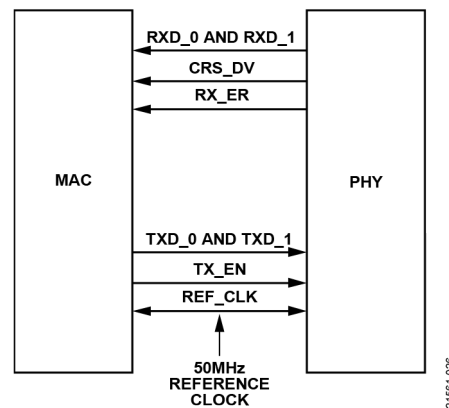 RXD_0 AND RXD_1
CRS_DV
RX_ER
MAC
PHY
TXD_0 AND TXD_1
TX_EN
REF_CLK
50MHz
REFERENCE
CLOCK